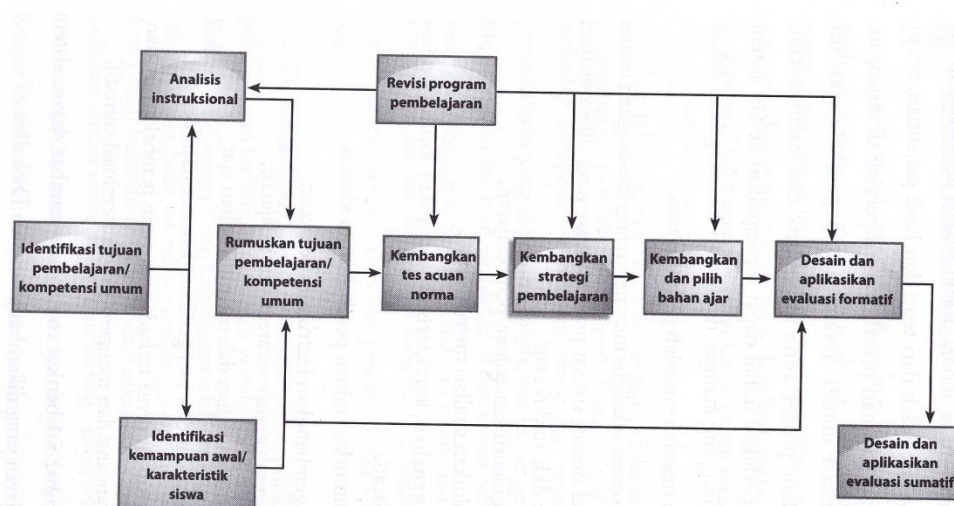 Analisis
instruksional
Revisi program
pembelajaran
Identifikasi tujuan
pembelajaran/
kompetensi umum
Rumuskan tujuan
pembelajaran/
kompetensi
umum
Kembangkan
tes acuan
norma
Kembangkan
strategi
pembelajaran
Kembangkan
dan pilih
bahan ajar
Desain dan
aplikasikan
evaluasi formatif
Identifikasi
kemampuan awal/
karakteristik
siswa
Desain dan
aplikasikan
evaluasi sumatif